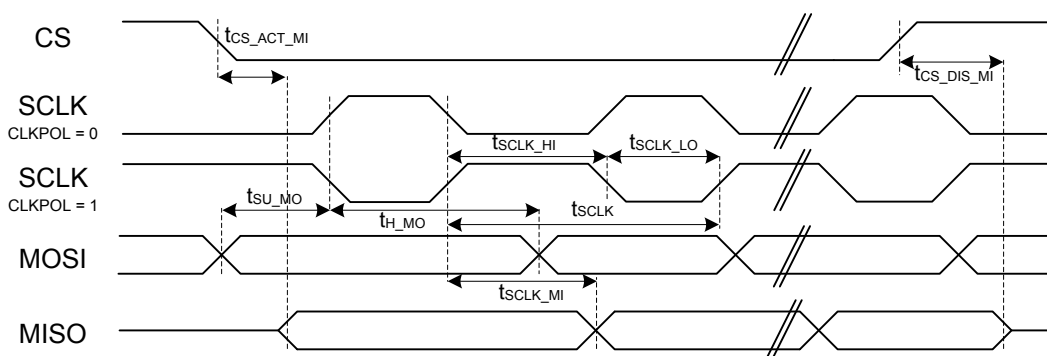 CS
tCS_ACT_MI
tCS_DIS_MI
SCLK
CLKPOL = 0
tSCLK_HI
tSCLK_LO
SCLK
CLKPOL = 1
tSU_MO
tH_MO
tSCLK
MOSI
tSCLK_MI
MISO